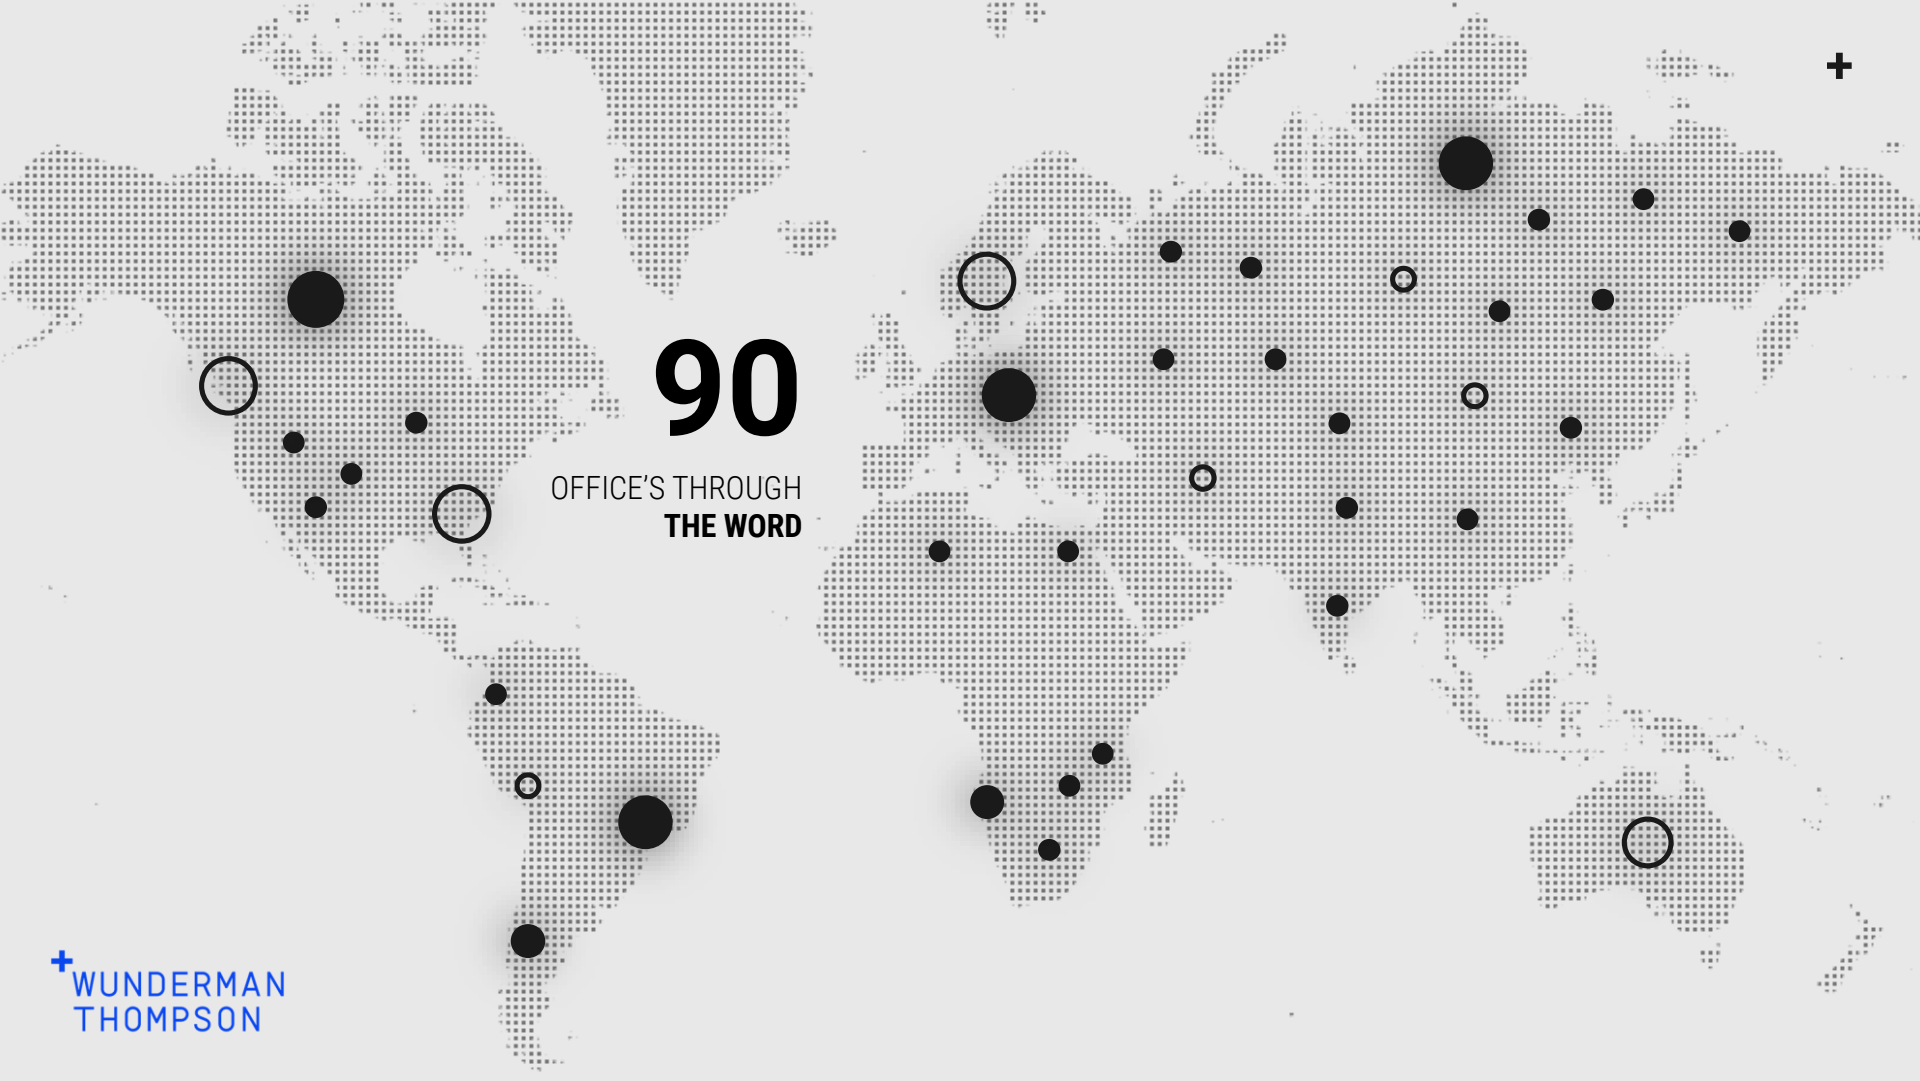 90
OFFICE’S THROUGH
THE WORD
WUNDERMAN
THOMPSON